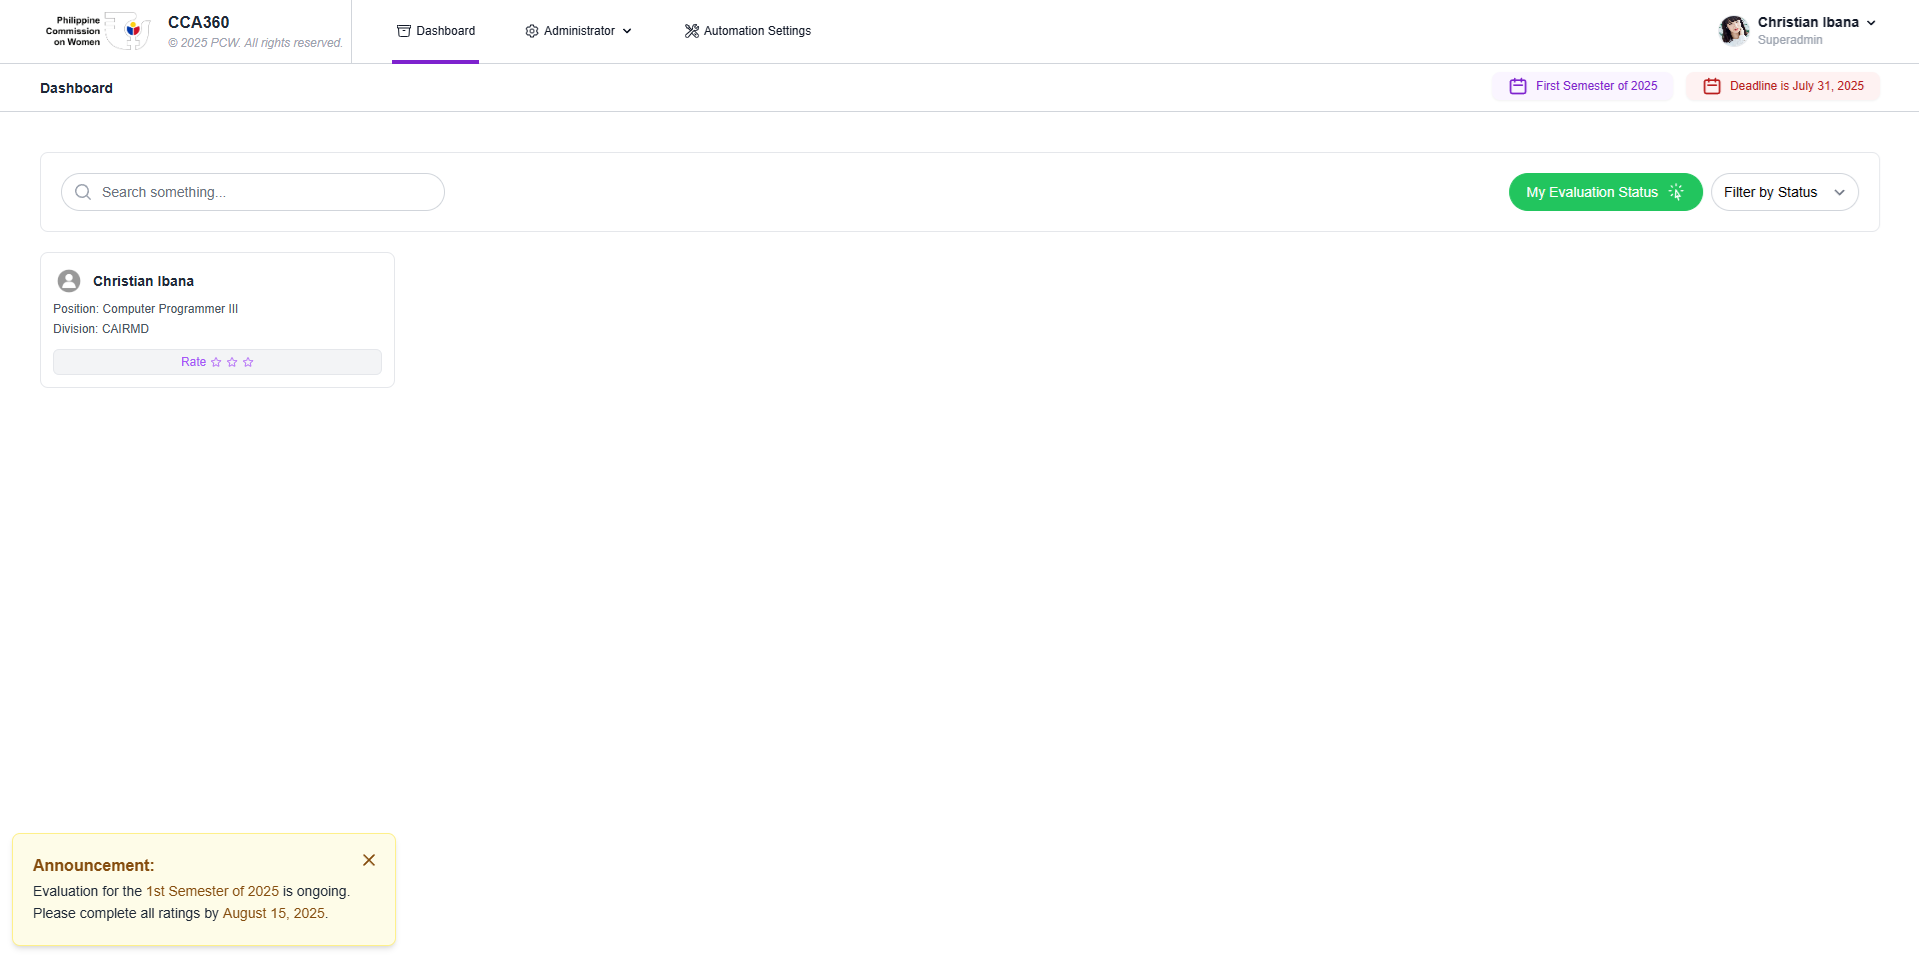 Philippine
Commission
on Women
CCA360
© 2025 PCW. All rights reserved.
Dashboard
Administrator
Automation Settings
Christian Ibana
Superadmin
Dashboard
First Semester of 2025
Deadline is July 31, 2025
Search something...
My Evaluation Status
Filter by Status
Christian Ibana
Position: Computer Programmer III
Division: CAIRMD
Rate
Announcement:
Evaluation for the 1st Semester of 2025 is ongoing.
Please complete all ratings by August 15, 2025.